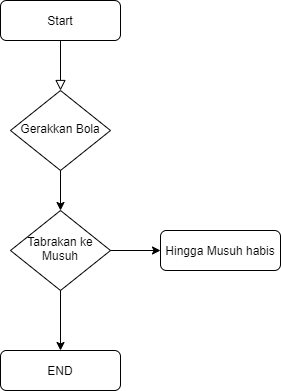 Start
Gerakkan Bola
Tabrakan ke
Musuh
Hingga Musuh habis
END